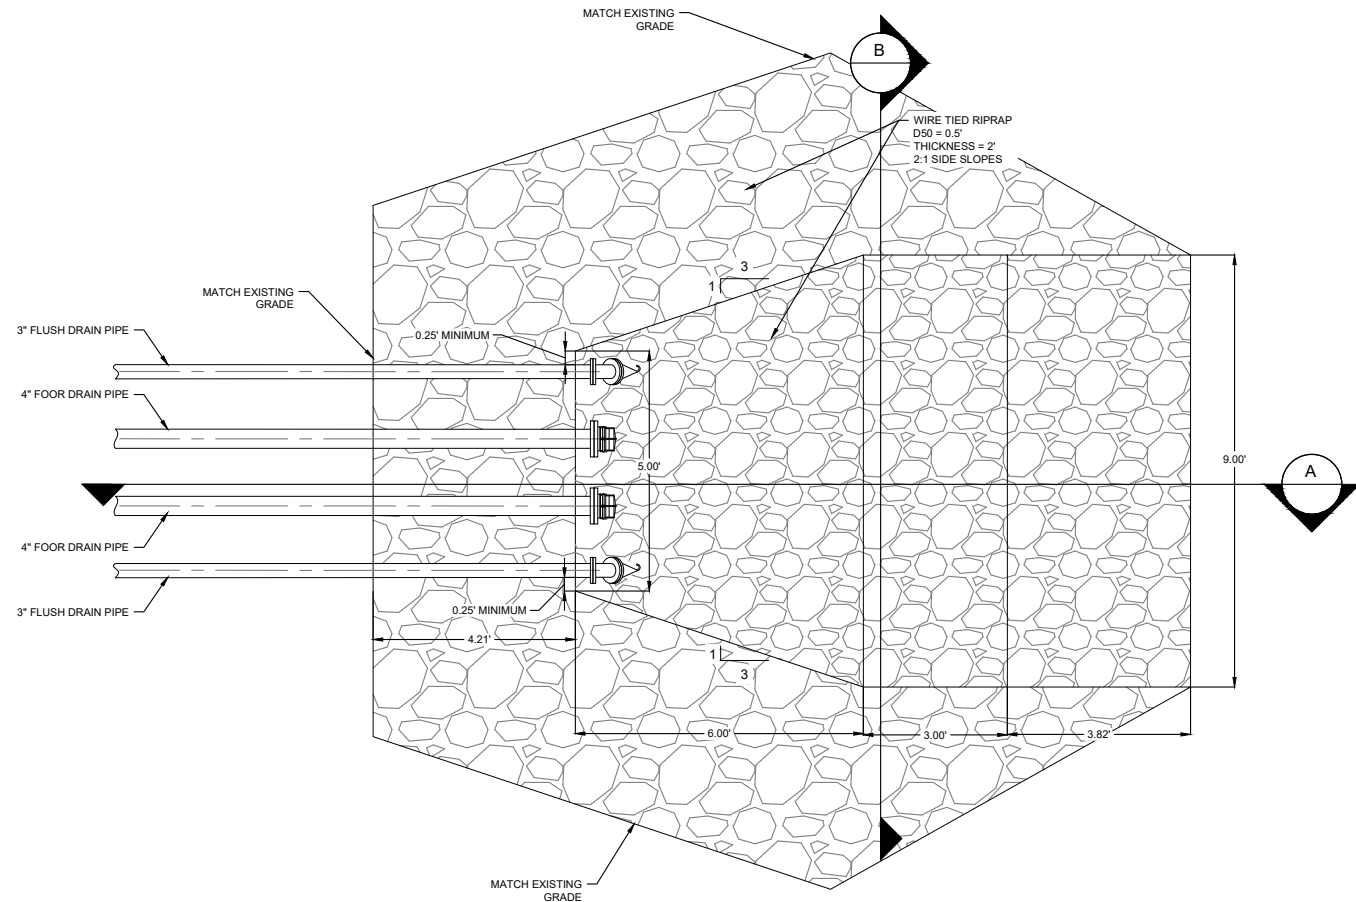 MATCH EXISTING
GRADE
B
WIRE TIED RIPRAP
D50 = 0.5'
THICKNESS = 2'
2:1 SIDE SLOPES
3
1
MATCH EXISTING
GRADE
3" FLUSH DRAIN PIPE
0.25' MINIMUM
4" FOOR DRAIN PIPE
5.00'
9.00'
A
4" FOOR DRAIN PIPE
3" FLUSH DRAIN PIPE
0.25' MINIMUM
4.21'
1
3
6.00'
3.00'
3.82'
MATCH EXISTING
GRADE